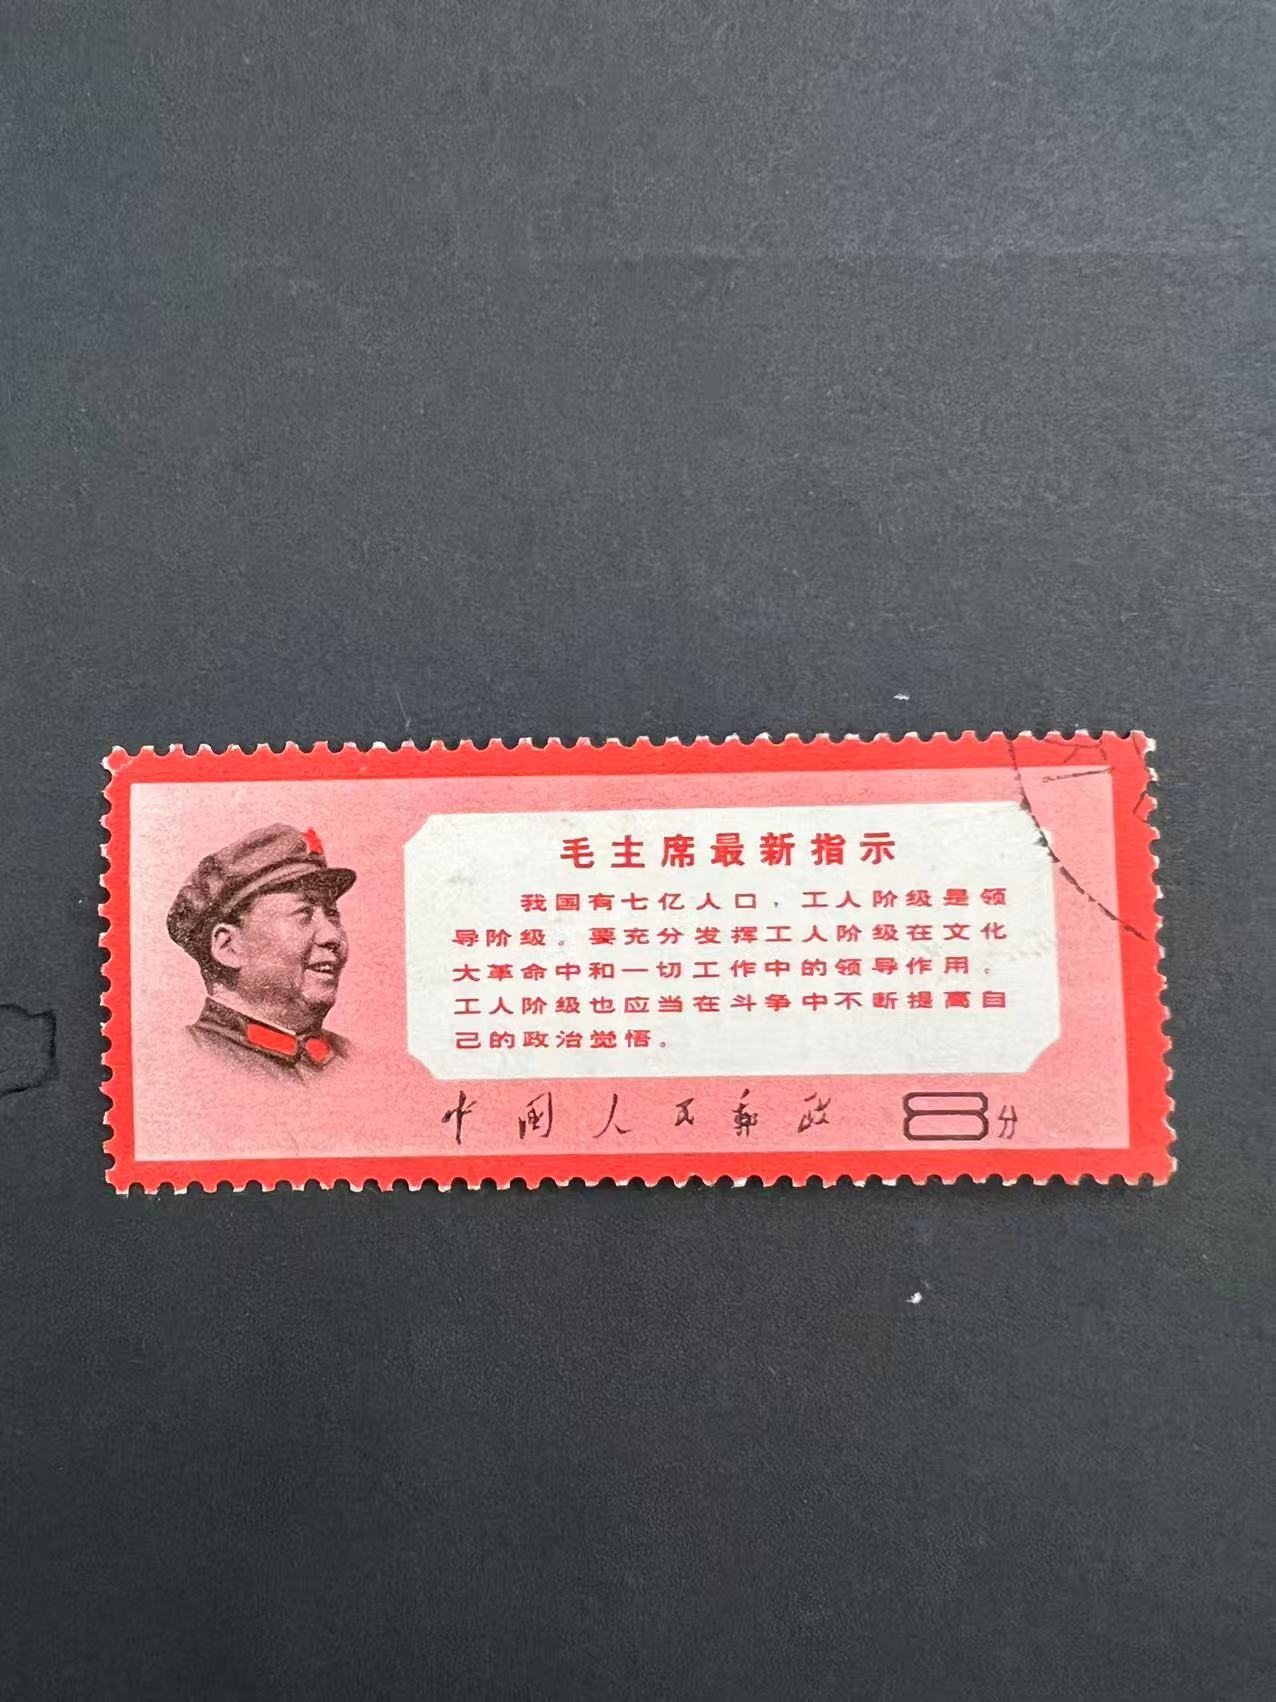 毛主席最新指示
我国有七亿人口，工人阶级是领
导阶级。要充分发挥工人阶级在文化
大革命中和一切工作中的领导作用。
工人阶级也应当在斗争中不断提高自
己的政治觉悟。
中国人民邮政 8分